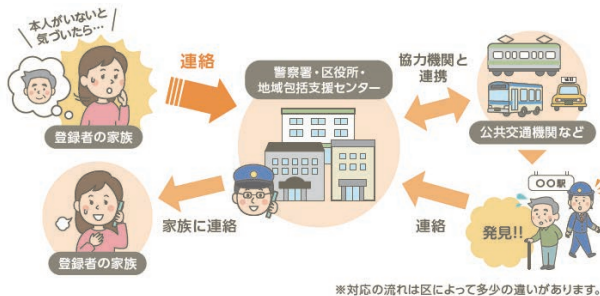 本人がいないと
気づいたら…
登録者の家族
連絡
警察署・区役所・
地域包括支援センター
協力機関と
連携
公共交通機関など
〇〇駅
発見!!
連絡
家族に連絡
登録者の家族
※対応の流れは区によって多少の違いがあります。